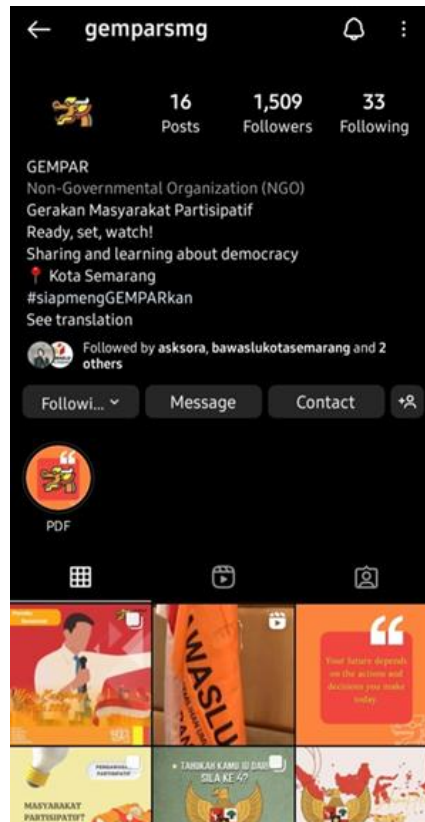 gemparsmg
16 1,509 33
Posts Followers Following
GEMPAR
Non-Governmental Organization (NGO)
Gerakan Masyarakat Partisipatif
Ready, set, watch!
Sharing and learning about democracy
📍 Kota Semarang
#siapmengGEMPARkan
See translation
Followed by asksora, bawaslukotasemarang and 2
others
Followi... Message Contact
PDF
AWASLU
Your future depends
on the actions and
decisions you make
today.
MASYARAKAT
PARTISIPATIF?
PENGAWASAN
PARTISIPATIF
• TAHUKAH KAMU ID DARI
SILA KE 4?